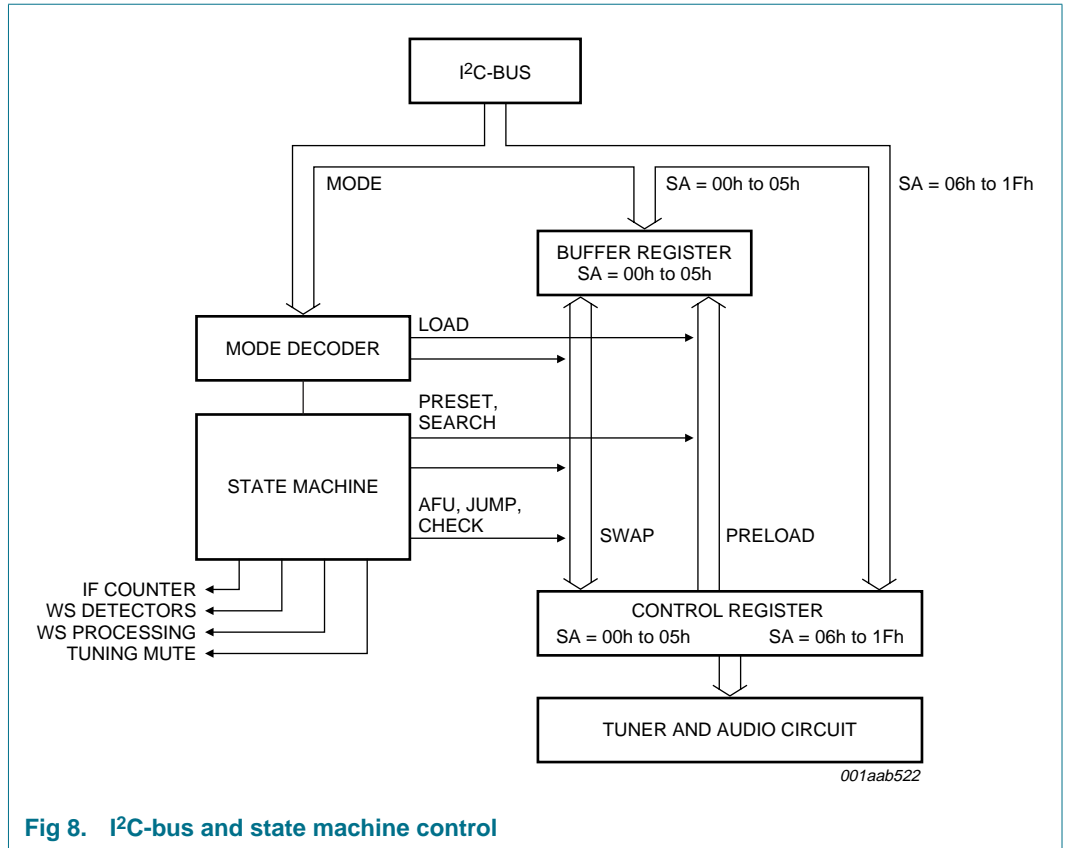 I²C-BUS
MODE
SA = 00h to 05h
SA = 06h to 1Fh
BUFFER REGISTER
SA = 00h to 05h
MODE DECODER
LOAD
PRESET,
SEARCH
STATE MACHINE
AFU, JUMP,
CHECK
SWAP
PRELOAD
IF COUNTER
WS DETECTORS
WS PROCESSING
TUNING MUTE
CONTROL REGISTER
SA = 00h to 05h
SA = 06h to 1Fh
TUNER AND AUDIO CIRCUIT
001aab522
Fig 8. I²C-bus and state machine control